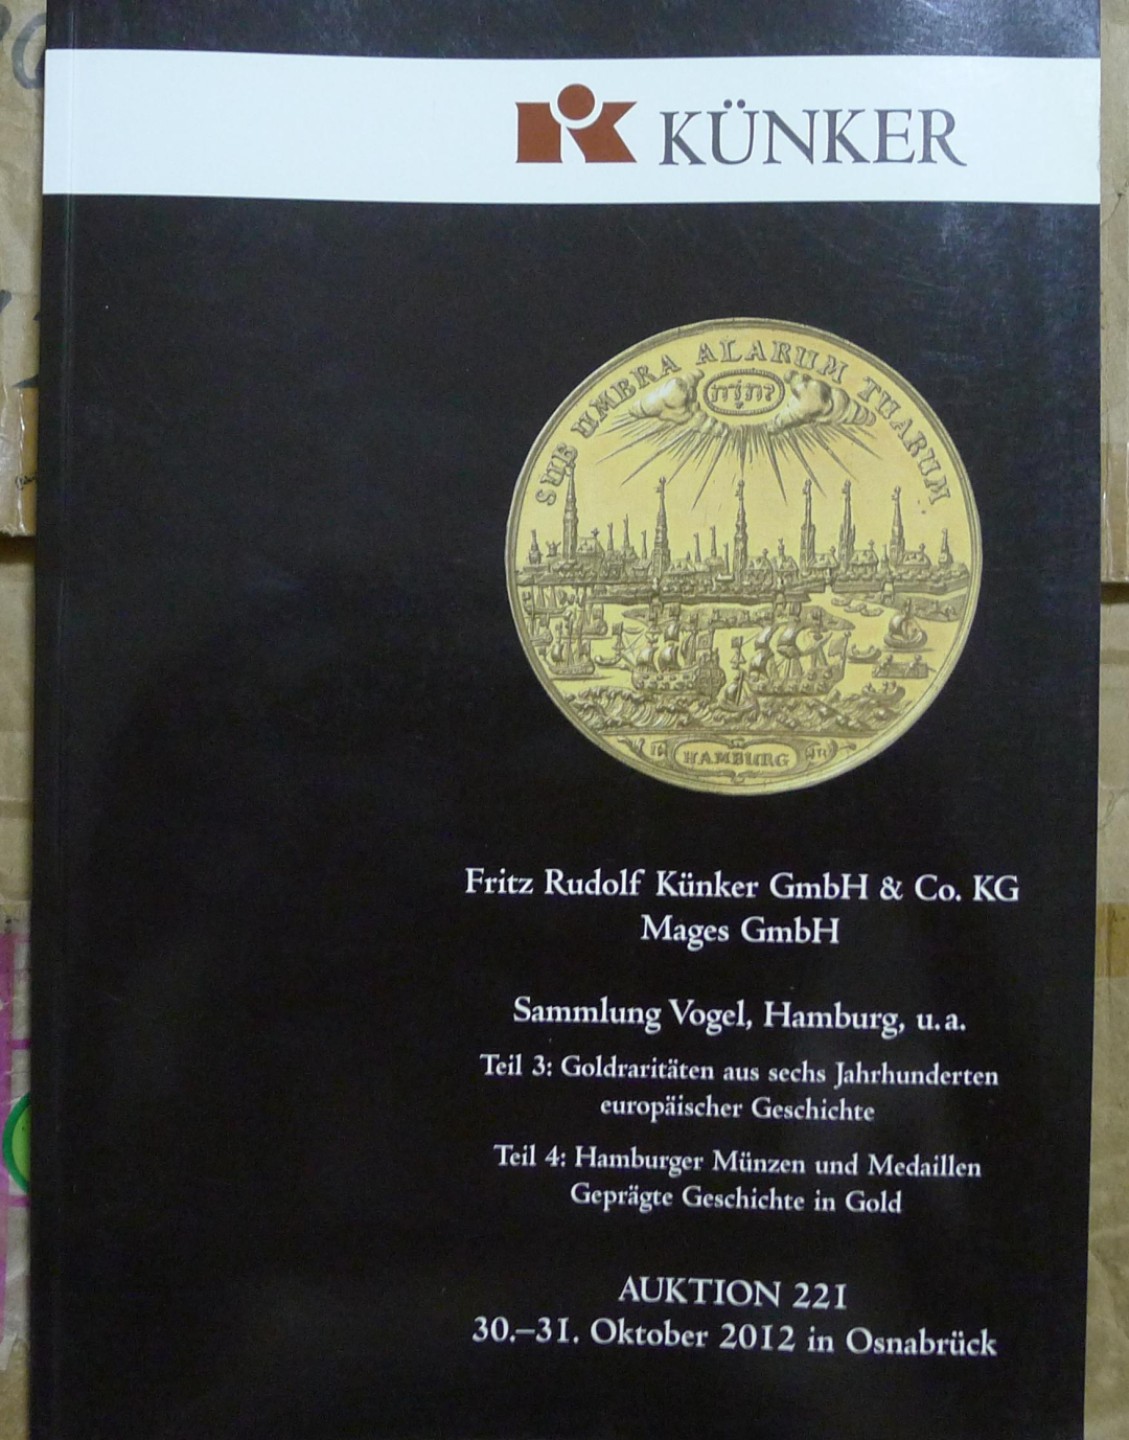 KÜNKER
SUB UMBRA ALARUM TUARUM
יהוה
HAMBURG
Fritz Rudolf Künker GmbH & Co. KG
Mages GmbH
Sammlung Vogel, Hamburg, u.a.
Teil 3: Goldraritäten aus sechs Jahrhunderten
europäischer Geschichte
Teil 4: Hamburger Münzen und Medaillen
Geprägte Geschichte in Gold
AUKTION 221
30.–31. Oktober 2012 in Osnabrück